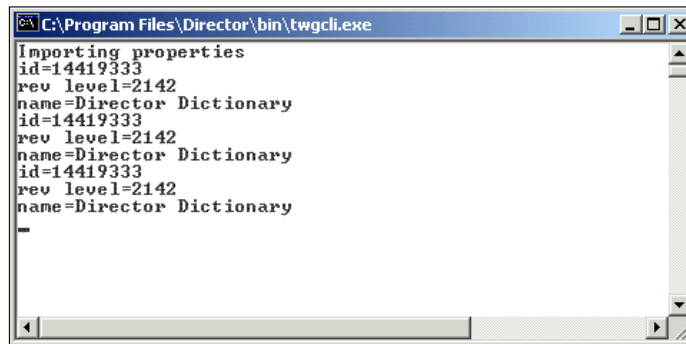 C:\Program Files\Director\bin\twgcli.exe
Importing properties
id=14419333
rev level=2142
name=Director Dictionary
id=14419333
rev level=2142
name=Director Dictionary
id=14419333
rev level=2142
name=Director Dictionary